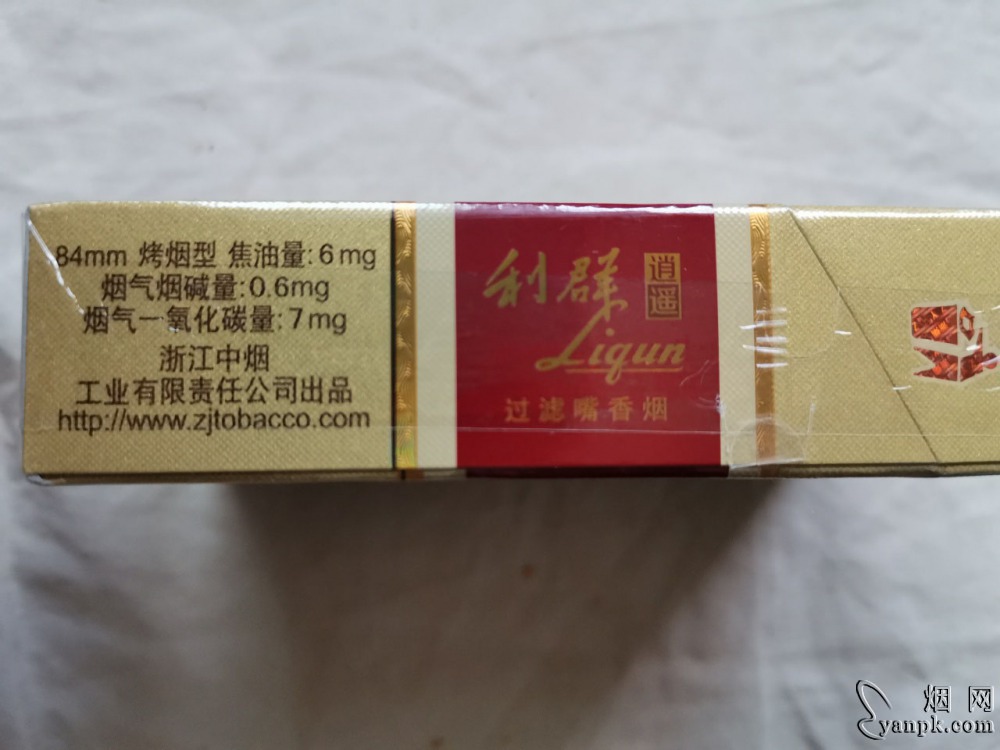 84mm 烤烟型 焦油量:6mg
烟气烟碱量:0.6mg
烟气一氧化碳量:7mg
浙江中烟
工业有限责任公司出品
http://www.zjtobacco.com
利群 逍遥
Liqun
过滤嘴香烟
烟网
yanpk.com